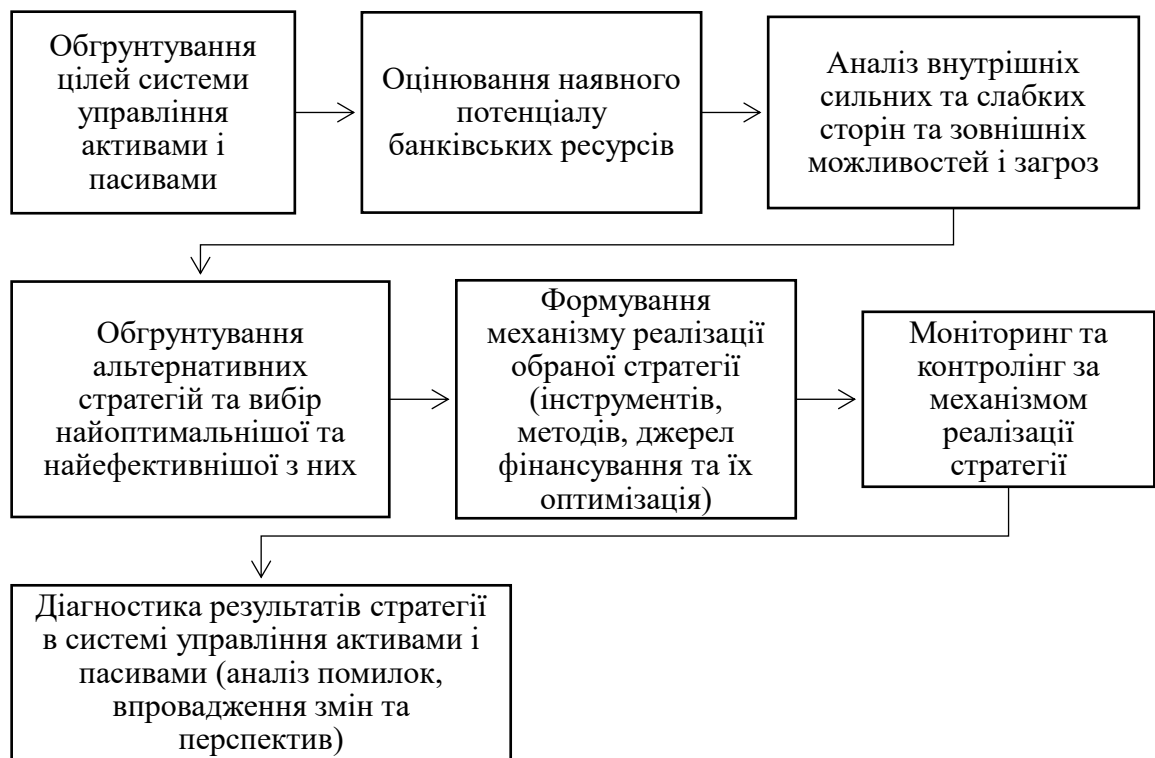 Обгрунтування
цілей системи
управління
активами і
пасивами
Оцінювання наявного
потенціалу
банківських ресурсів
Аналіз внутрішніх
сильних та слабких
сторін та зовнішніх
можливостей і загроз
Обгрунтування
альтернативних
стратегій та вибір
найоптимальнішої та
найефективнішої з них
Формування
механізму реалізації
обраної стратегії
(інструментів,
методів, джерел
фінансування та їх
оптимізація)
Моніторинг та
контролінг за
механізмом
реалізації
стратегії
Діагностика результатів стратегії
в системі управління активами і
пасивами (аналіз помилок,
впровадження змін та
перспектив)